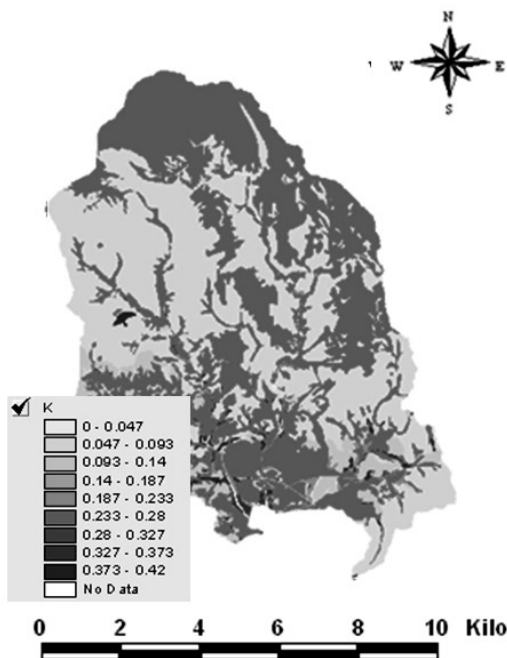 N
W E
S
K
0 - 0.047
0.047 - 0.093
0.093 - 0.14
0.14 - 0.187
0.187 - 0.233
0.233 - 0.28
0.28 - 0.327
0.327 - 0.373
0.373 - 0.42
No Data
0 2 4 6 8 10 Kilo